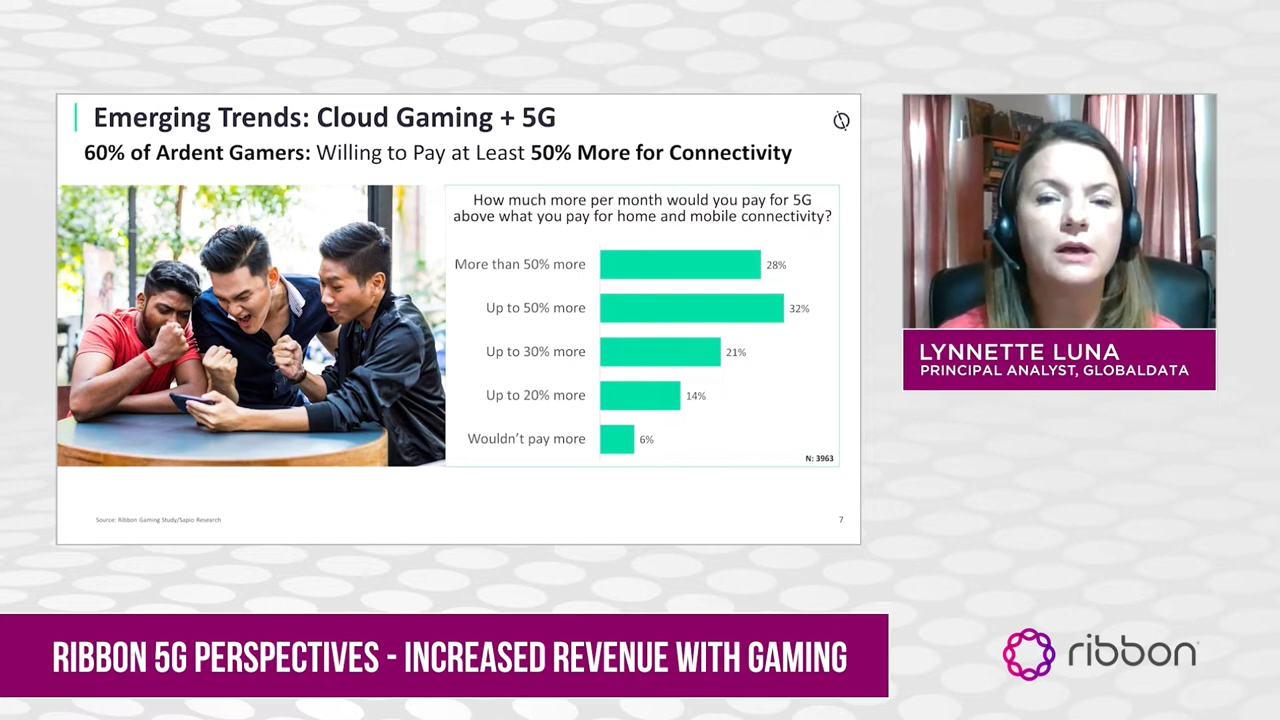 Emerging Trends: Cloud Gaming + 5G
60% of Ardent Gamers: Willing to Pay at Least 50% More for Connectivity
How much more per month would you pay for 5G
above what you pay for home and mobile connectivity?
More than 50% more 28%
Up to 50% more 32%
Up to 30% more 21%
Up to 20% more 14%
Wouldn't pay more 6%
N: 3963
Source: Ribbon Gaming Study/Sapio Research
7
LYNNETTE LUNA
PRINCIPAL ANALYST, GLOBALDATA
RIBBON 5G PERSPECTIVES - INCREASED REVENUE WITH GAMING
ribbon